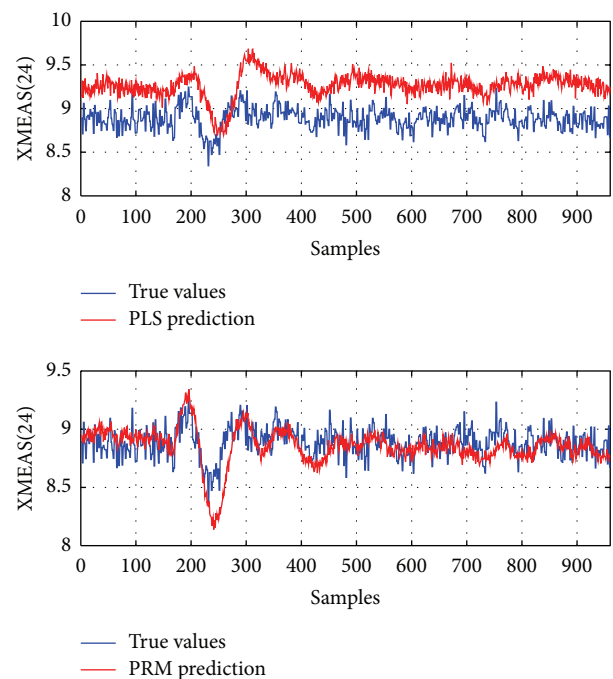 10
9.5
9
8.5
8
XMEAS(24)
0 100 200 300 400 500 600 700 800 900
Samples
True values
PLS prediction
9.5
9
8.5
8
XMEAS(24)
0 100 200 300 400 500 600 700 800 900
Samples
True values
PRM prediction